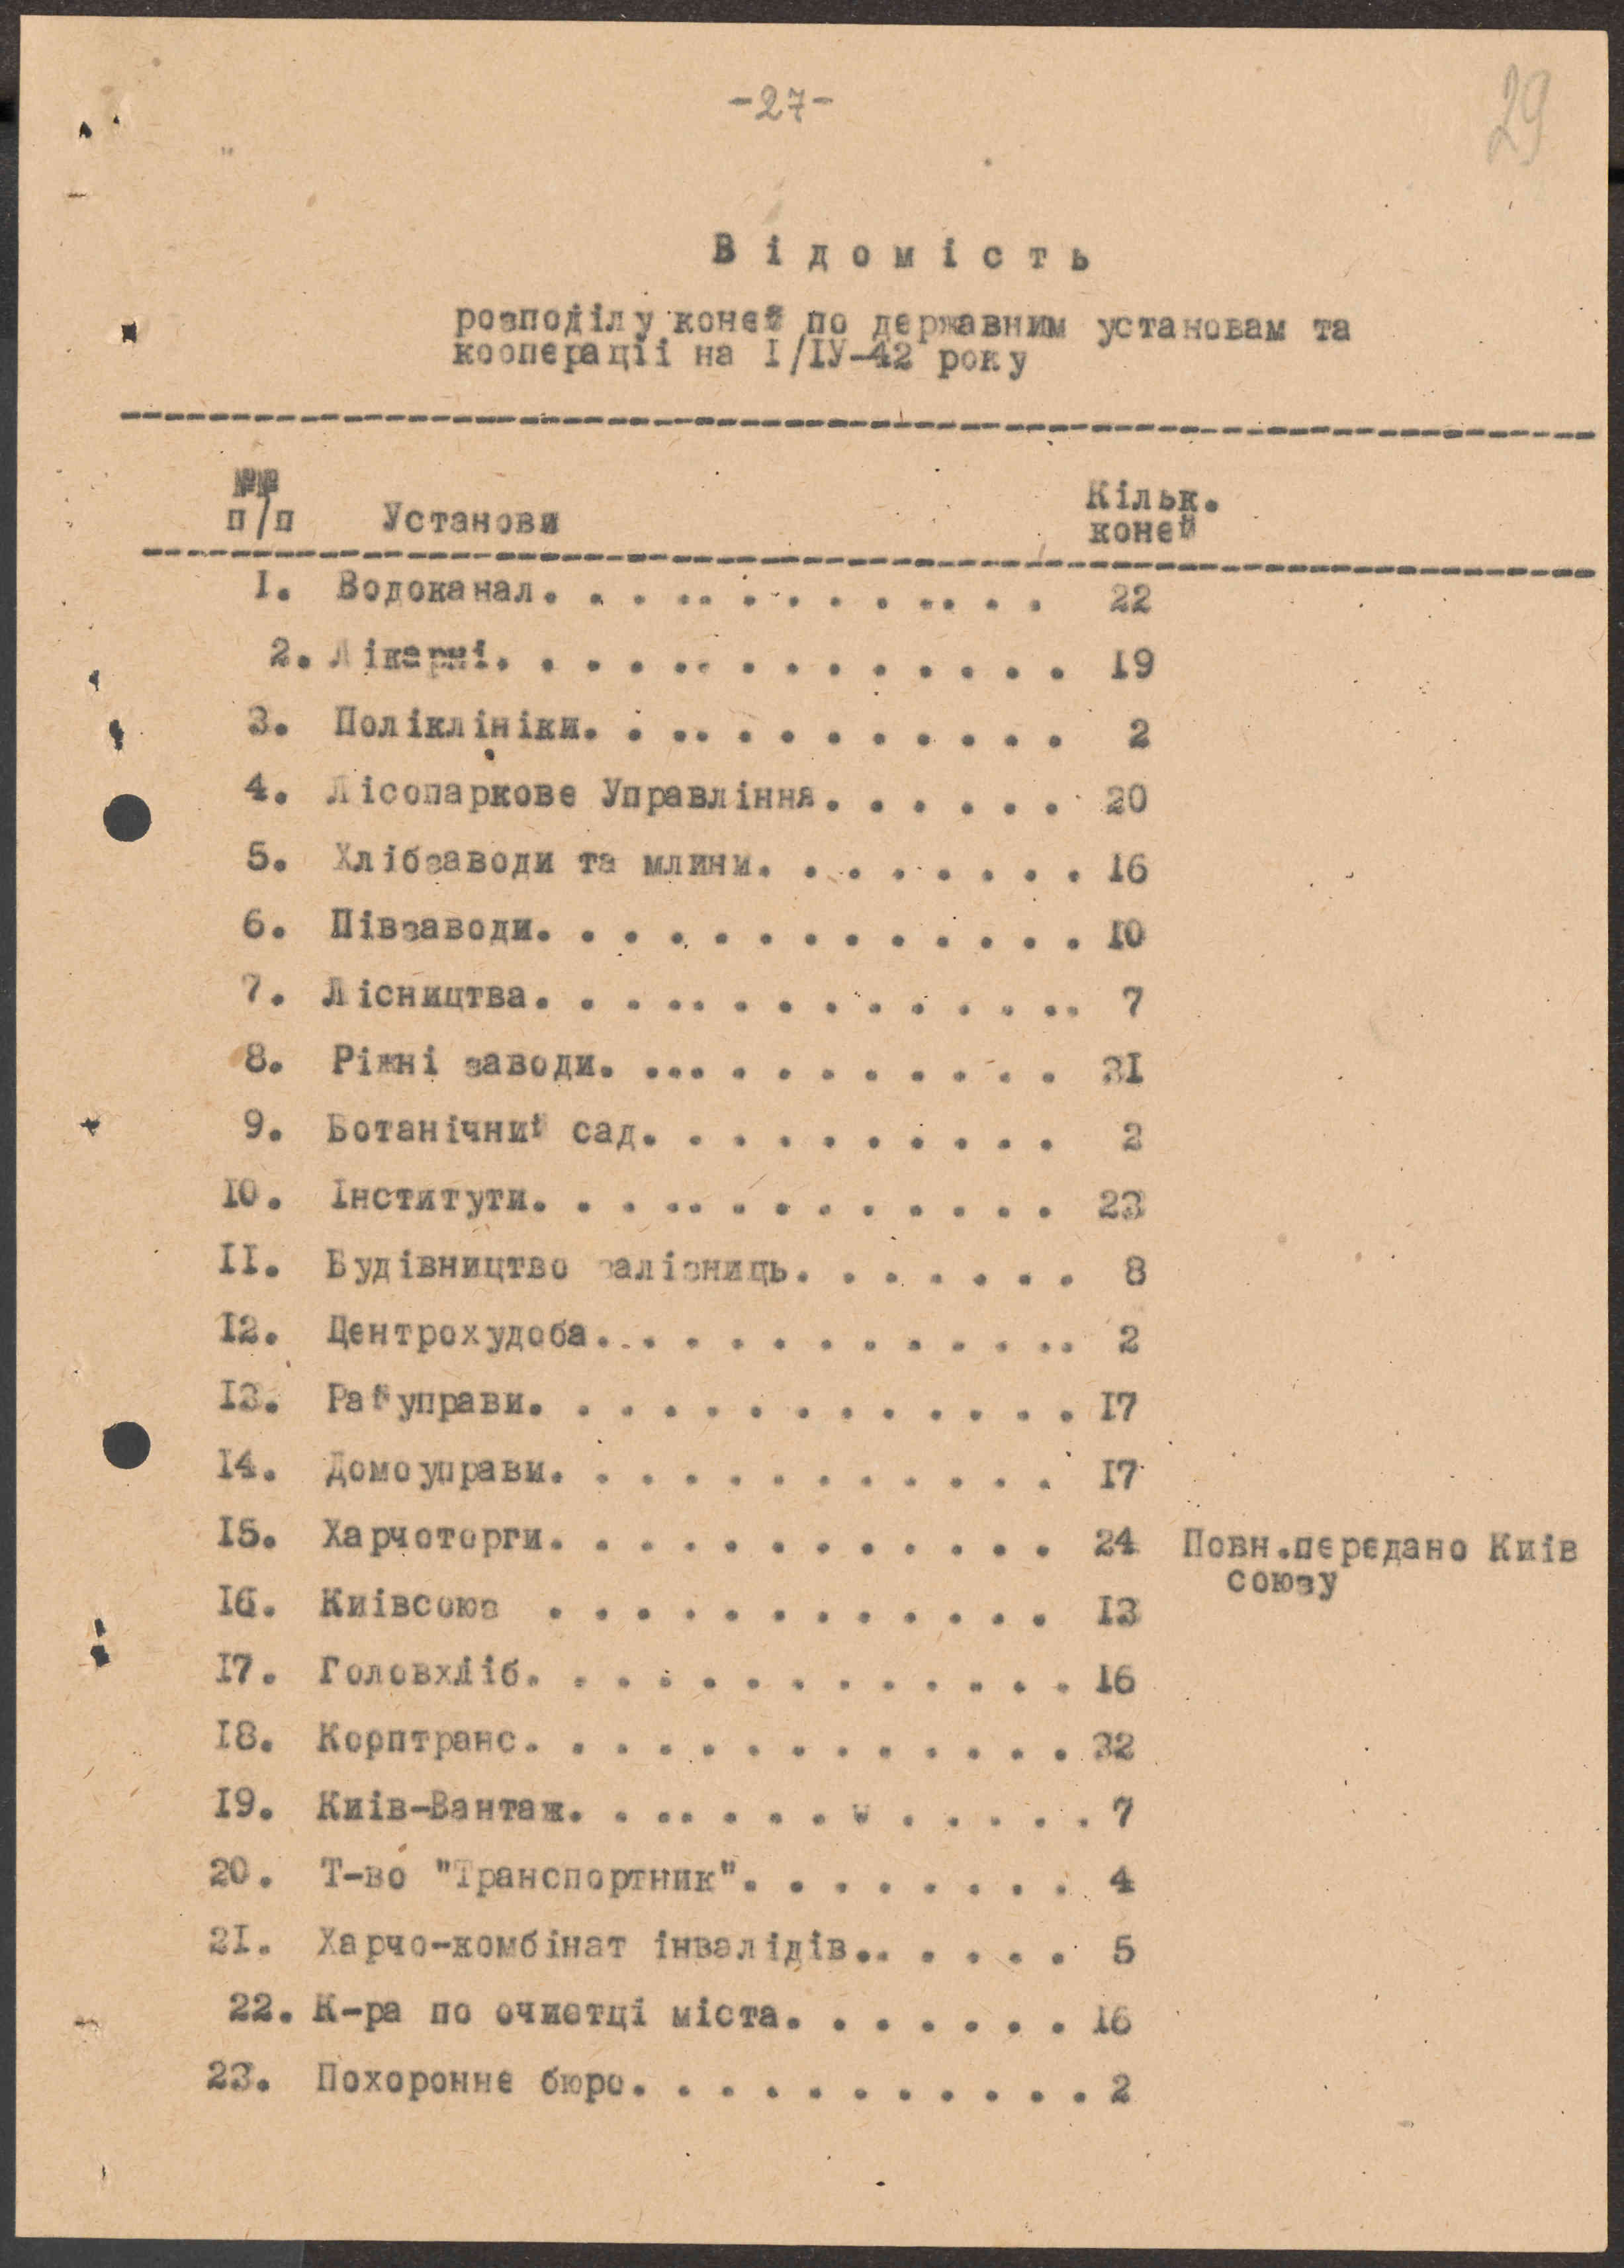 -27-
29
Відомість
розподілу коней по державним установам та
кооперації на I/ІУ-42 року
№№
п/п Установи Кільк.
коней
I. Водоканал. . . . . . . . . . . . . . 22
2. Лікарні. . . . . . . . . . . . . . . 19
3. Поліклініки. . . . . . . . . . . . . 2
4. Лісопаркове Управління. . . . . . 20
5. Хлібзаводи та млини. . . . . . . . 16
6. Півзаводи. . . . . . . . . . . . . 10
7. Лісництва. . . . . . . . . . . . . . 7
8. Ріжні заводи. . . . . . . . . . . . 31
9. Ботанічний сад. . . . . . . . . . 2
10. Інститути. . . . . . . . . . . . . 23
II. Будівництво залізниць. . . . . . . 8
12. Центрохудоба. . . . . . . . . . . . . 2
13. Райуправи. . . . . . . . . . . . . 17
14. Домоуправи. . . . . . . . . . . . 17
15. Харчоторги. . . . . . . . . . . . 24 Повн.передано Київ
союзу
16. Київсоюз . . . . . . . . . . . . 13
17. Головхліб. . . . . . . . . . . . . 16
18. Корптранс. . . . . . . . . . . . . 32
19. Київ-Вантаж. . . . . . . . . . . . . 7
20. Т-во "Транспортник". . . . . . . . 4
21. Харчо-комбінат інвалідів. . . . . . 5
22. К-ра по очистці міста. . . . . . . 16
23. Похоронне бюро. . . . . . . . . . . 2